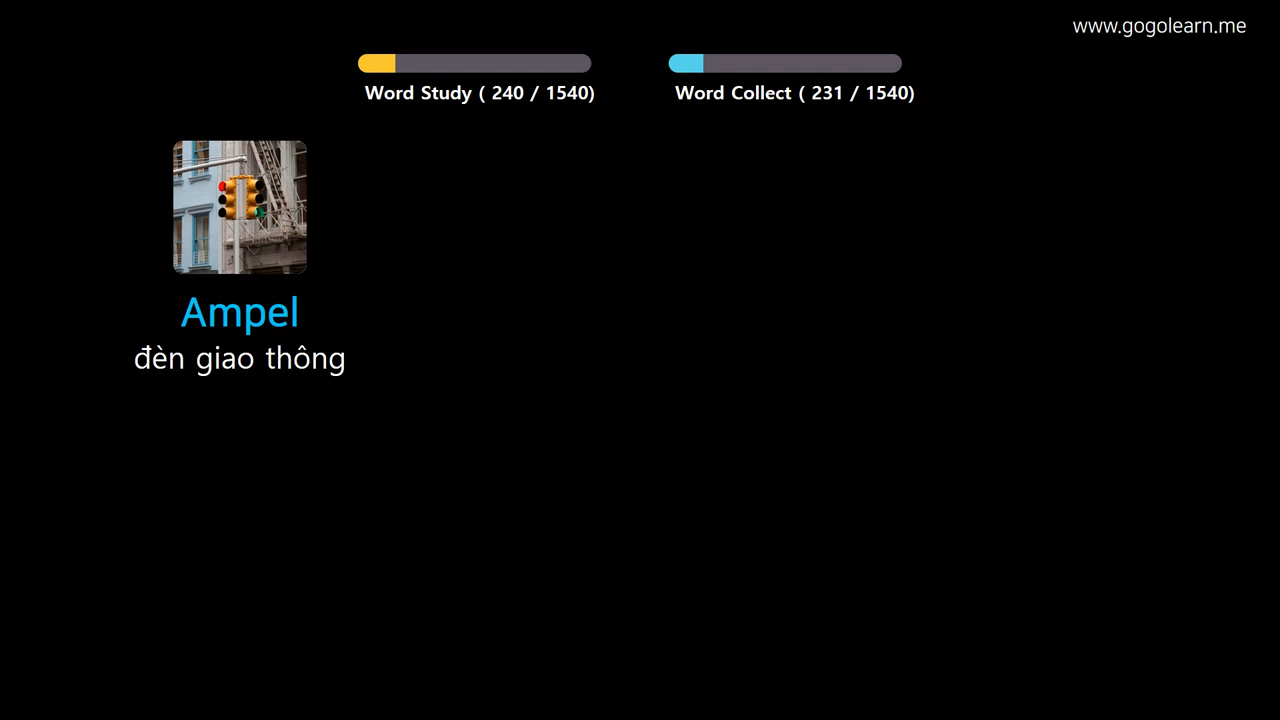 www.gogolearn.me
Word Study ( 240 / 1540)
Word Collect ( 231 / 1540)
Ampel
đèn giao thông